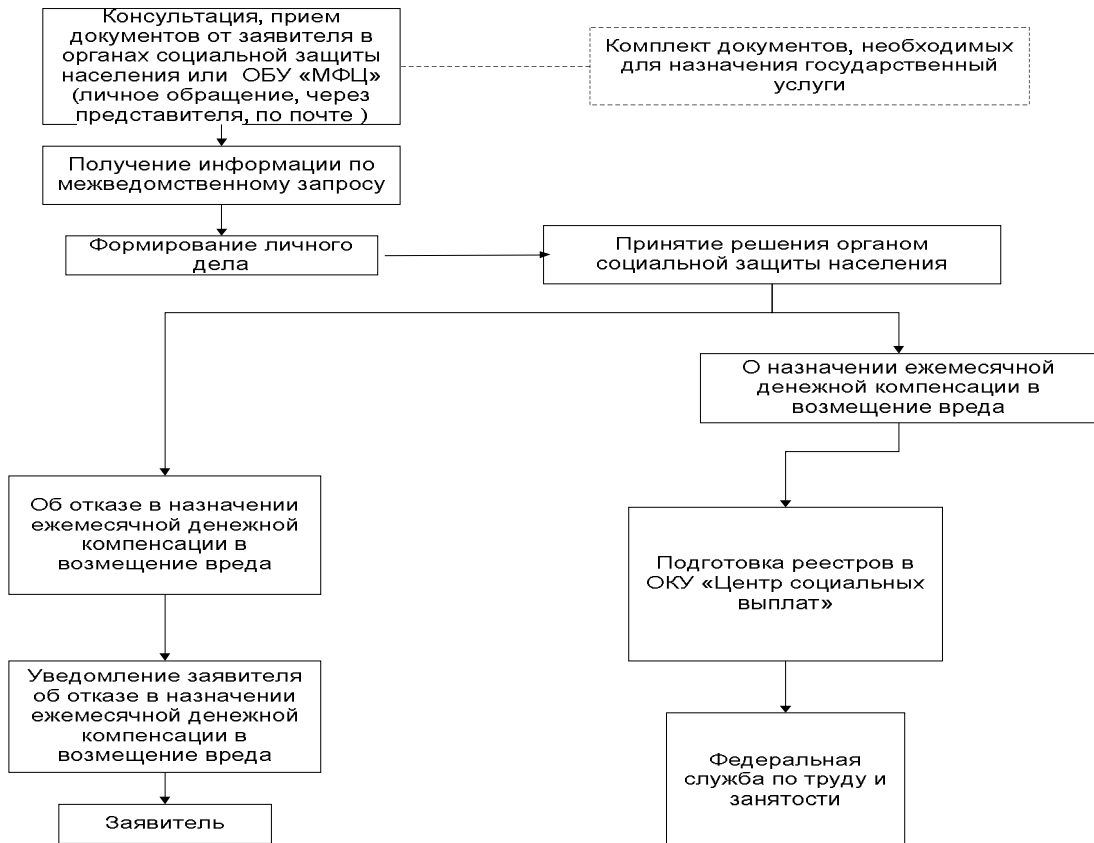 Консультация, прием
документов от заявителя в
органах социальной защиты
населения или ОБУ «МФЦ»
(личное обращение, через
представителя, по почте )
Комплект документов, необходимых
для назначения государственный
услуги
Получение информации по
межведомственному запросу
Формирование личного
дела
Принятие решения органом
социальной защиты населения
О назначении ежемесячной
денежной компенсации в
возмещение вреда
Об отказе в назначении
ежемесячной денежной
компенсации в
возмещение вреда
Подготовка реестров в
ОКУ «Центр социальных
выплат»
Уведомление заявителя
об отказе в назначении
ежемесячной денежной
компенсации в
возмещение вреда
Федеральная
служба по труду и
занятости
Заявитель